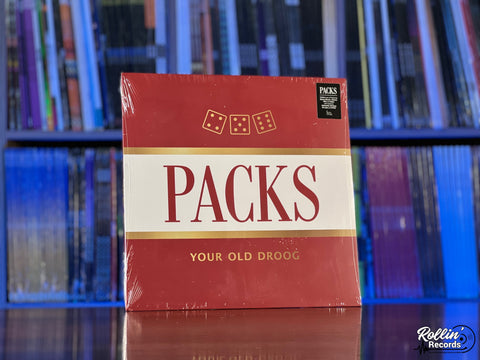 PACKS
PACKS
YOUR OLD DROOG
Rollin'
Records